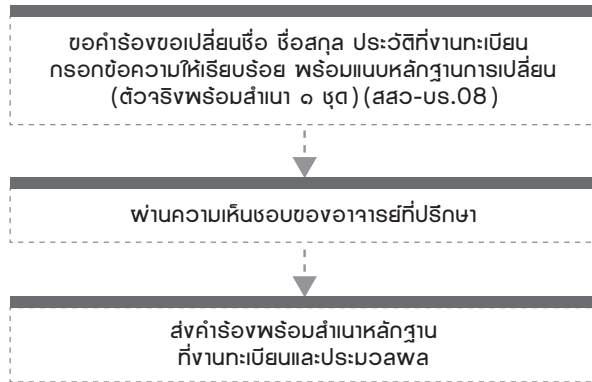 ขอคำร้องขอเปลี่ยนชื่อ ชื่อสกุล ประวัติที่งานทะเบียน
กรอกข้อความให้เรียบร้อย พร้อมแนบหลักฐานการเปลี่ยน
(ตัวจริงพร้อมสำเนา ๑ ชุด) (สสว-บร.08)
ผ่านความเห็นชอบของอาจารย์ที่ปรึกษา
ส่งคำร้องพร้อมสำเนาหลักฐาน
ที่งานทะเบียนและประมวลผล